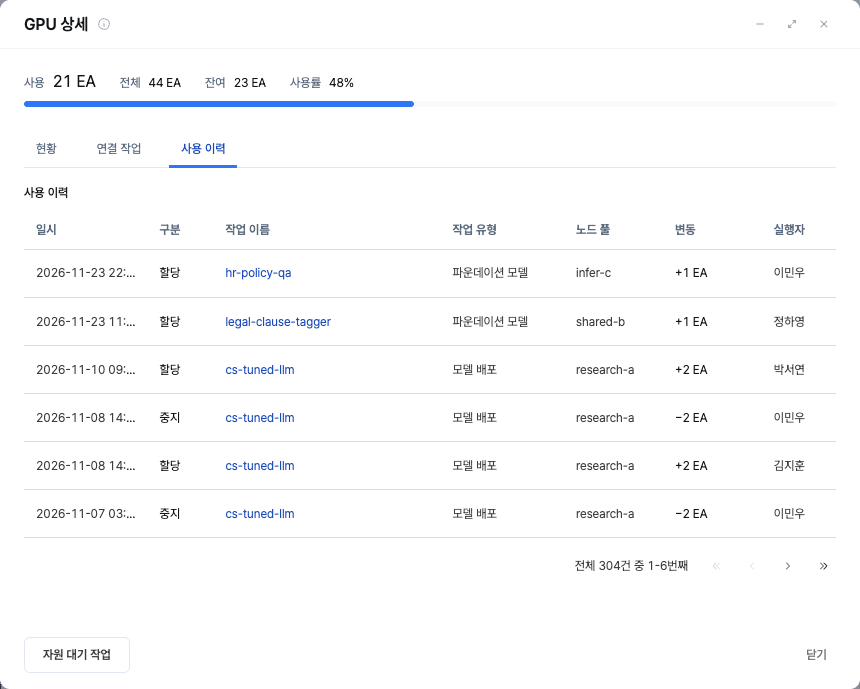 GPU 상세
사용 21 EA 전체 44 EA 잔여 23 EA 사용률 48%
현황 연결 작업 사용 이력
사용 이력
일시 구분 작업 이름 작업 유형 노드 풀 변동 실행자
2026-11-23 22:... 할당 hr-policy-qa 파운데이션 모델 infer-c +1 EA 이민우
2026-11-23 11:... 할당 legal-clause-tagger 파운데이션 모델 shared-b +1 EA 정하영
2026-11-10 09:... 할당 cs-tuned-llm 모델 배포 research-a +2 EA 박서연
2026-11-08 14:... 중지 cs-tuned-llm 모델 배포 research-a −2 EA 이민우
2026-11-08 14:... 할당 cs-tuned-llm 모델 배포 research-a +2 EA 김지훈
2026-11-07 03:... 중지 cs-tuned-llm 모델 배포 research-a −2 EA 이민우
전체 304건 중 1-6번째
자원 대기 작업 닫기